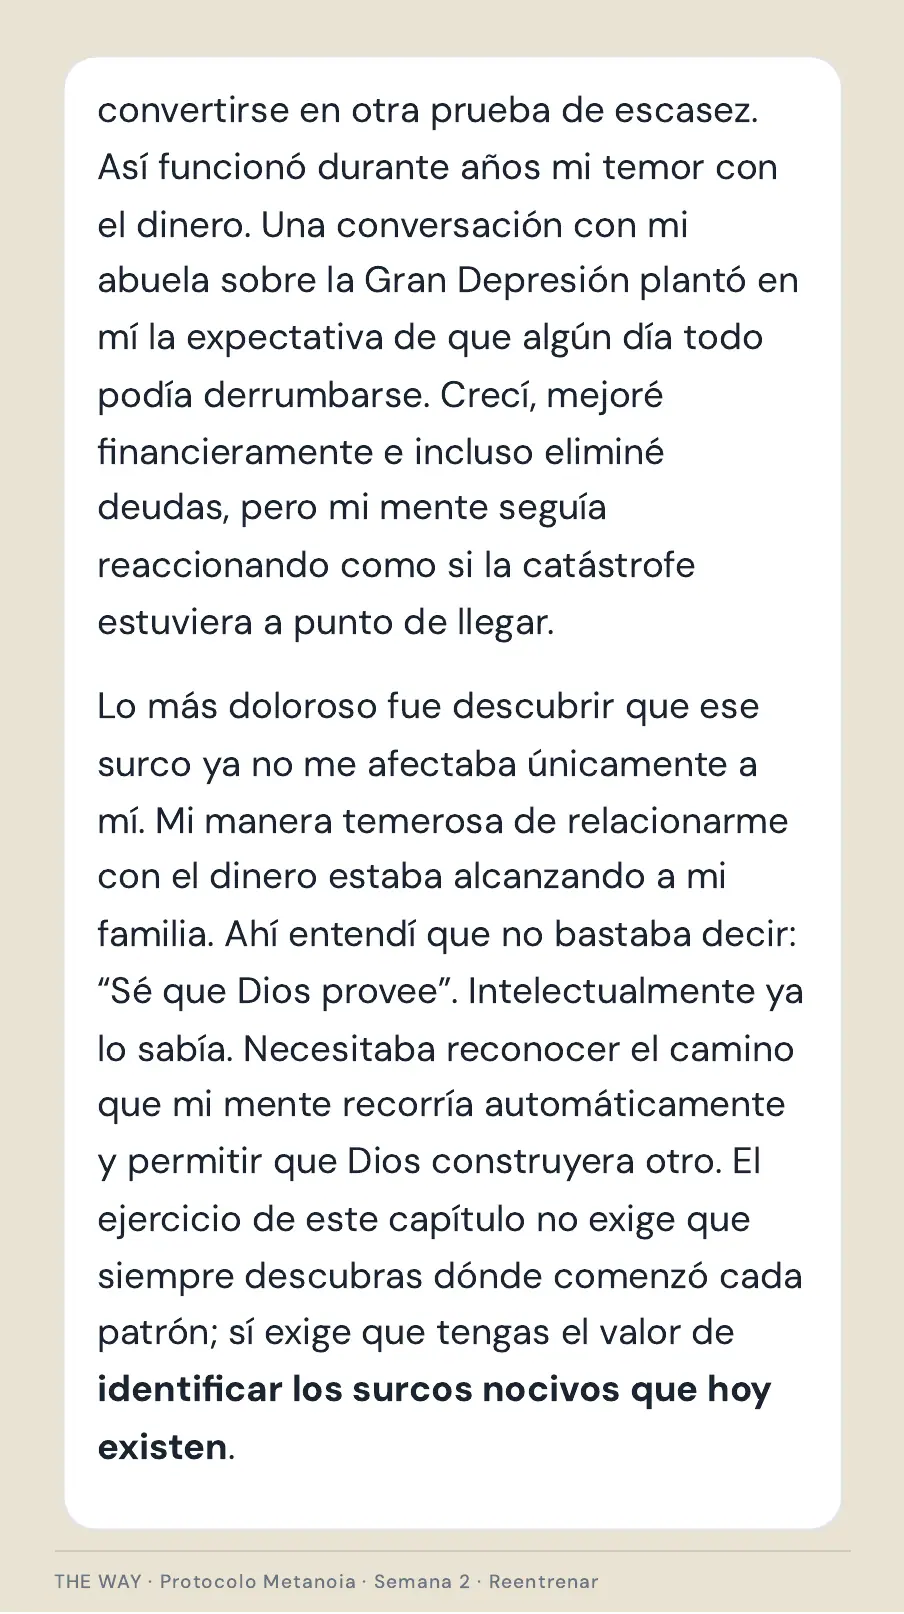 convertirse en otra prueba de escasez.
Así funcionó durante años mi temor con
el dinero. Una conversación con mi
abuela sobre la Gran Depresión plantó en
mí la expectativa de que algún día todo
podía derrumbarse. Crecí, mejoré
financieramente e incluso eliminé
deudas, pero mi mente seguía
reaccionando como si la catástrofe
estuviera a punto de llegar.
Lo más doloroso fue descubrir que ese
surco ya no me afectaba únicamente a
mí. Mi manera temerosa de relacionarme
con el dinero estaba alcanzando a mi
familia. Ahí entendí que no bastaba decir:
“Sé que Dios provee”. Intelectualmente ya
lo sabía. Necesitaba reconocer el camino
que mi mente recorría automáticamente
y permitir que Dios construyera otro. El
ejercicio de este capítulo no exige que
siempre descubras dónde comenzó cada
patrón; sí exige que tengas el valor de
identificar los surcos nocivos que hoy
existen.
THE WAY · Protocolo Metanoia · Semana 2 · Reentrenar